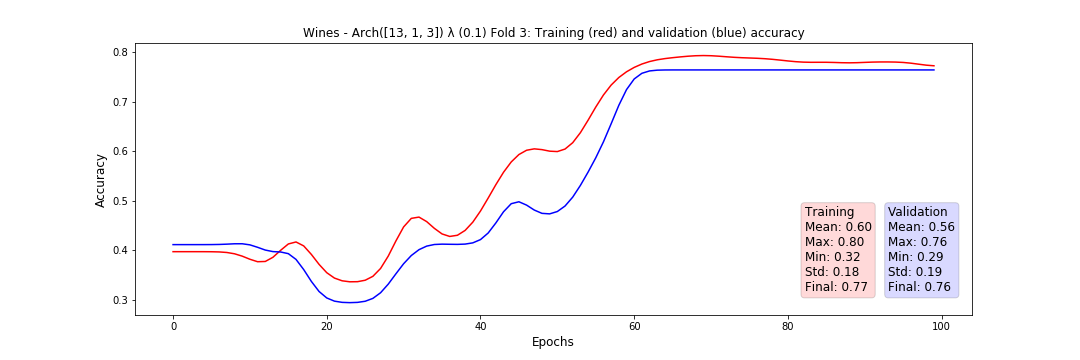 Wines - Arch([13, 1, 3]) λ (0.1) Fold 3: Training (red) and validation (blue) accuracy
Accuracy
0.8
0.7
0.6
0.5
0.4
0.3
Training
Mean: 0.60
Max: 0.80
Min: 0.32
Std: 0.18
Final: 0.77
Validation
Mean: 0.56
Max: 0.76
Min: 0.29
Std: 0.19
Final: 0.76
0 20 40 60 80 100
Epochs